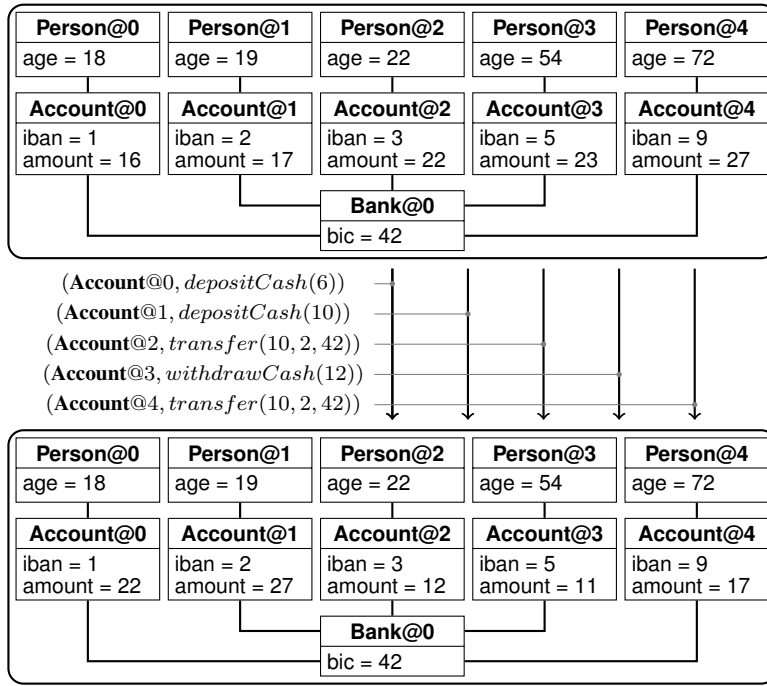 Person@0 Person@1 Person@2 Person@3 Person@4
age = 18 age = 19 age = 22 age = 54 age = 72
Account@0 Account@1 Account@2 Account@3 Account@4
iban = 1 iban = 2 iban = 3 iban = 5 iban = 9
amount = 16 amount = 17 amount = 22 amount = 23 amount = 27
Bank@0
bic = 42
(Account@0, depositCash(6))
(Account@1, depositCash(10))
(Account@2, transfer(10, 2, 42))
(Account@3, withdrawCash(12))
(Account@4, transfer(10, 2, 42))
Person@0 Person@1 Person@2 Person@3 Person@4
age = 18 age = 19 age = 22 age = 54 age = 72
Account@0 Account@1 Account@2 Account@3 Account@4
iban = 1 iban = 2 iban = 3 iban = 5 iban = 9
amount = 22 amount = 27 amount = 12 amount = 11 amount = 17
Bank@0
bic = 42